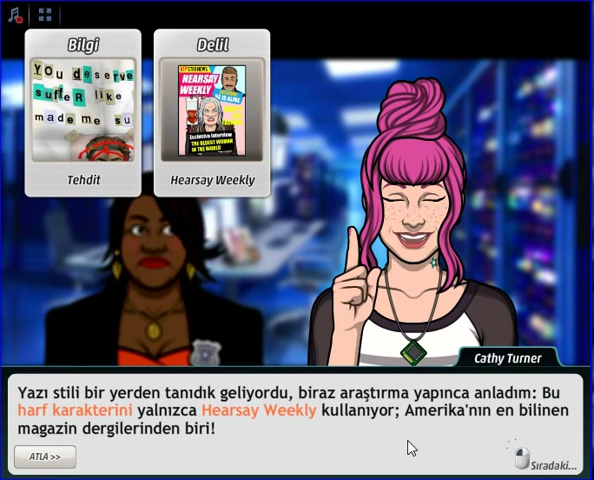 Bilgi
Delil
YOU deserve
suffeR like
made me su
HEARSAY
WEEKLY
Exclusive Interview
THE OLDEST WOMAN
IN THE WORLD
Tehdit
Hearsay Weekly
Cathy Turner
Yazı stili bir yerden tanıdık geliyordu, biraz araştırma yapınca anladım: Bu
harf karakterini yalnızca Hearsay Weekly kullanıyor; Amerika'nın en bilinen
magazin dergilerinden biri!
ATLA >>
Sıradaki...